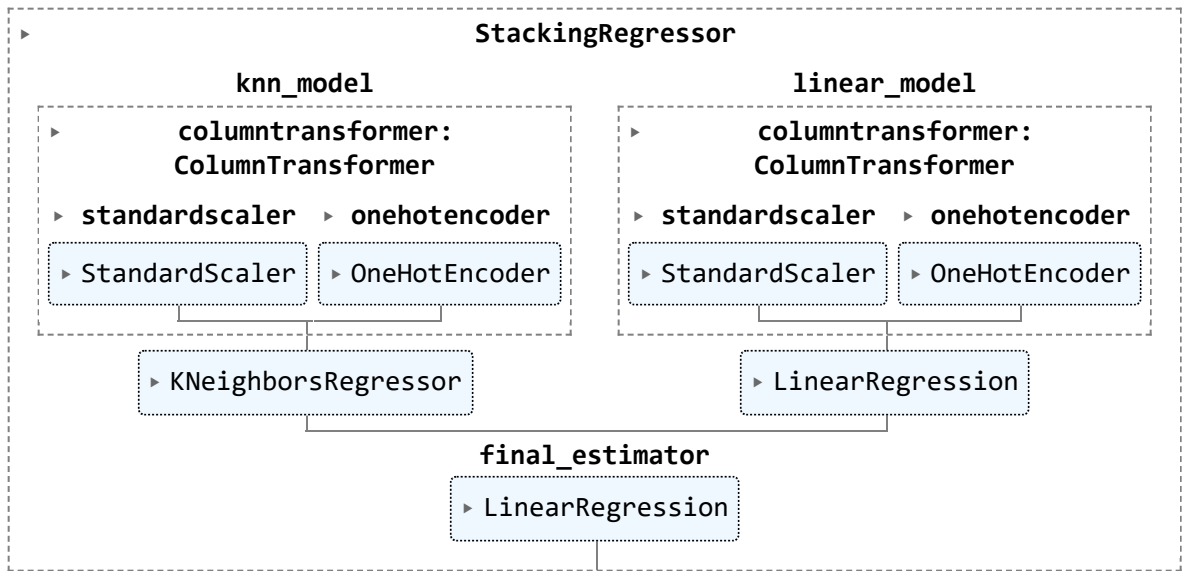 StackingRegressor
knn_model
linear_model
columntransformer:
ColumnTransformer
columntransformer:
ColumnTransformer
standardscaler
onehotencoder
standardscaler
onehotencoder
StandardScaler
OneHotEncoder
StandardScaler
OneHotEncoder
KNeighborsRegressor
LinearRegression
final_estimator
LinearRegression